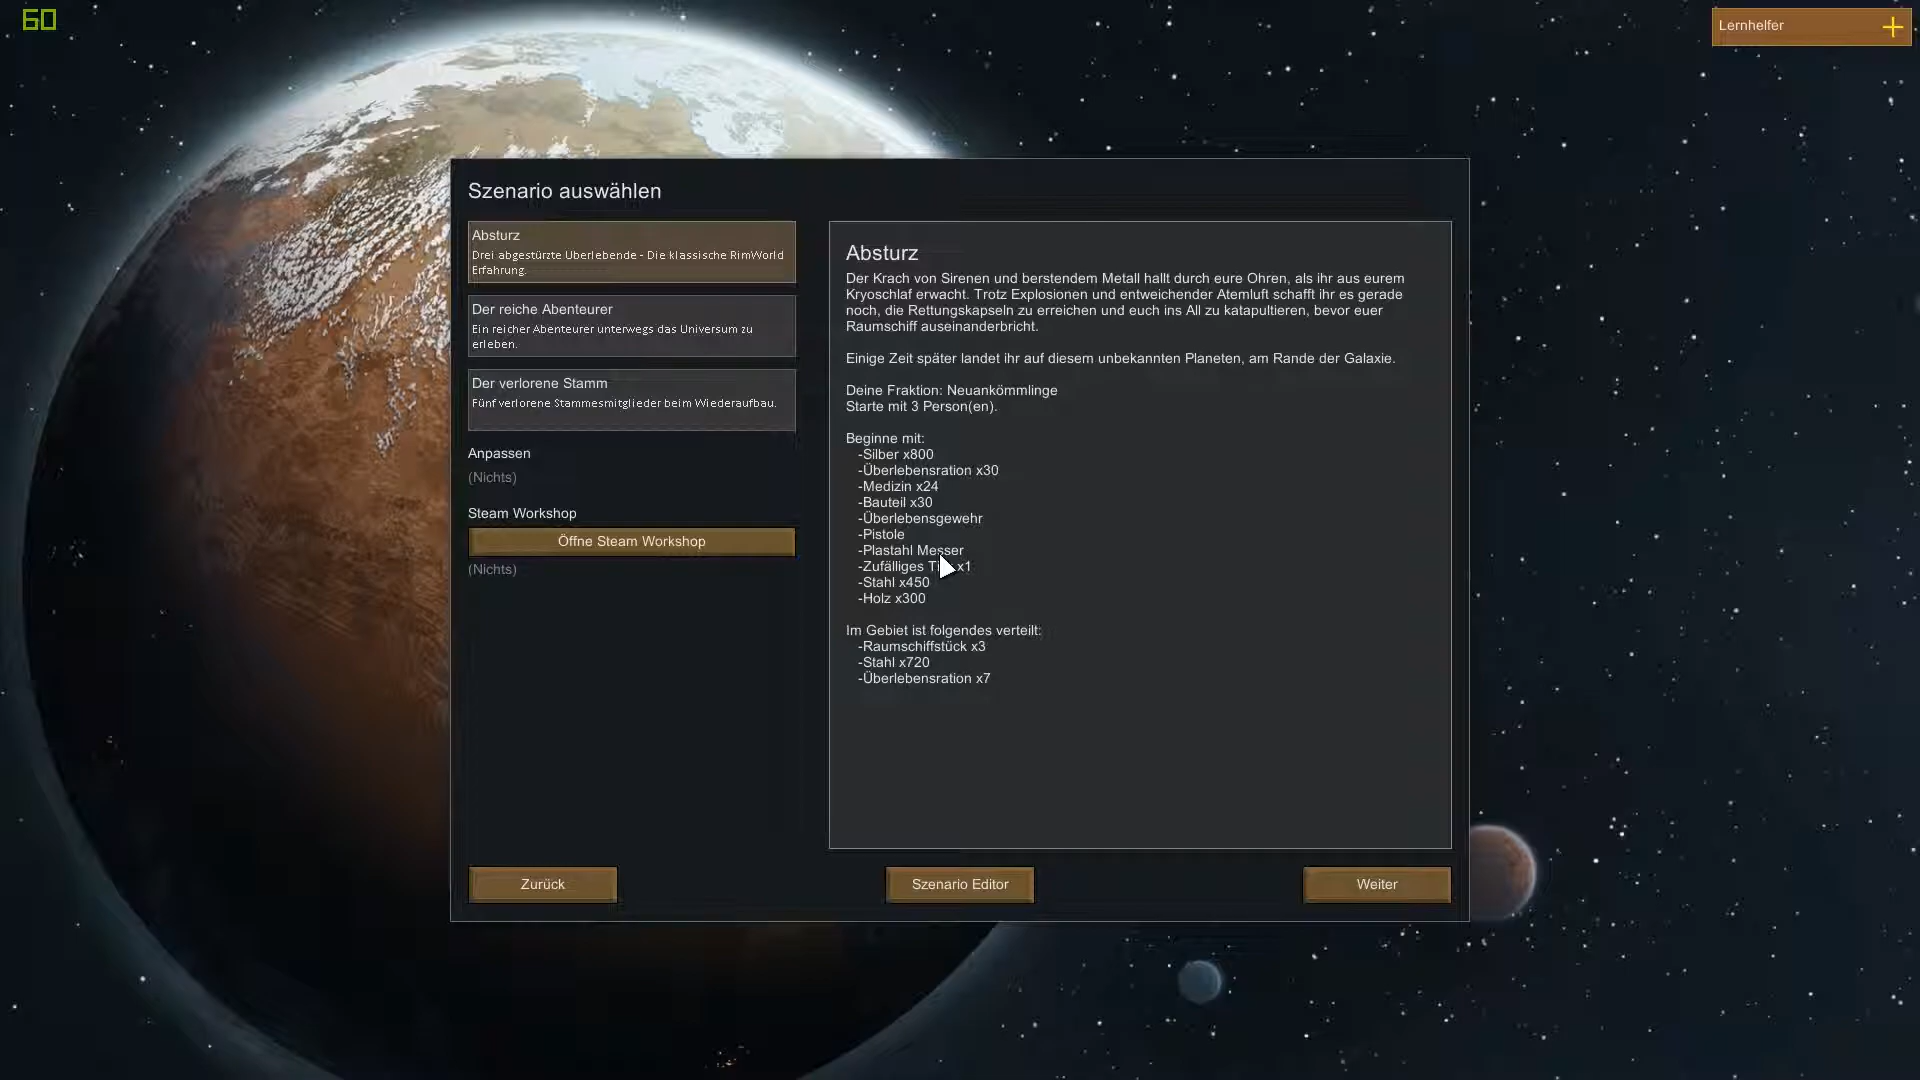 60
Lernhelfer
Szenario auswählen
Absturz
Drei abgestürzte Überlebende - Die klassische RimWorld
Erfahrung.
Der reiche Abenteurer
Ein reicher Abenteurer unterwegs das Universum zu
erleben.
Der verlorene Stamm
Fünf verlorene Stammesmitglieder beim Wiederaufbau.
Anpassen
(Nichts)
Steam Workshop
Öffne Steam Workshop
(Nichts)
Absturz
Der Krach von Sirenen und berstendem Metall hallt durch eure Ohren, als ihr aus eurem
Kryoschlaf erwacht. Trotz Explosionen und entweichender Atemluft schafft ihr es gerade
noch, die Rettungskapseln zu erreichen und euch ins All zu katapultieren, bevor euer
Raumschiff auseinanderbricht.
Einige Zeit später landet ihr auf diesem unbekannten Planeten, am Rande der Galaxie.
Deine Fraktion: Neuankömmlinge
Starte mit 3 Person(en).
Beginne mit:
-Silber x800
-Überlebensration x30
-Medizin x24
-Bauteil x30
-Überlebensgewehr
-Pistole
-Plastahl Messer
-Zufälliges x1
-Stahl x450
-Holz x300
Im Gebiet ist folgendes verteilt:
-Raumschiffstück x3
-Stahl x720
-Überlebensration x7
Zurück
Szenario Editor
Weiter